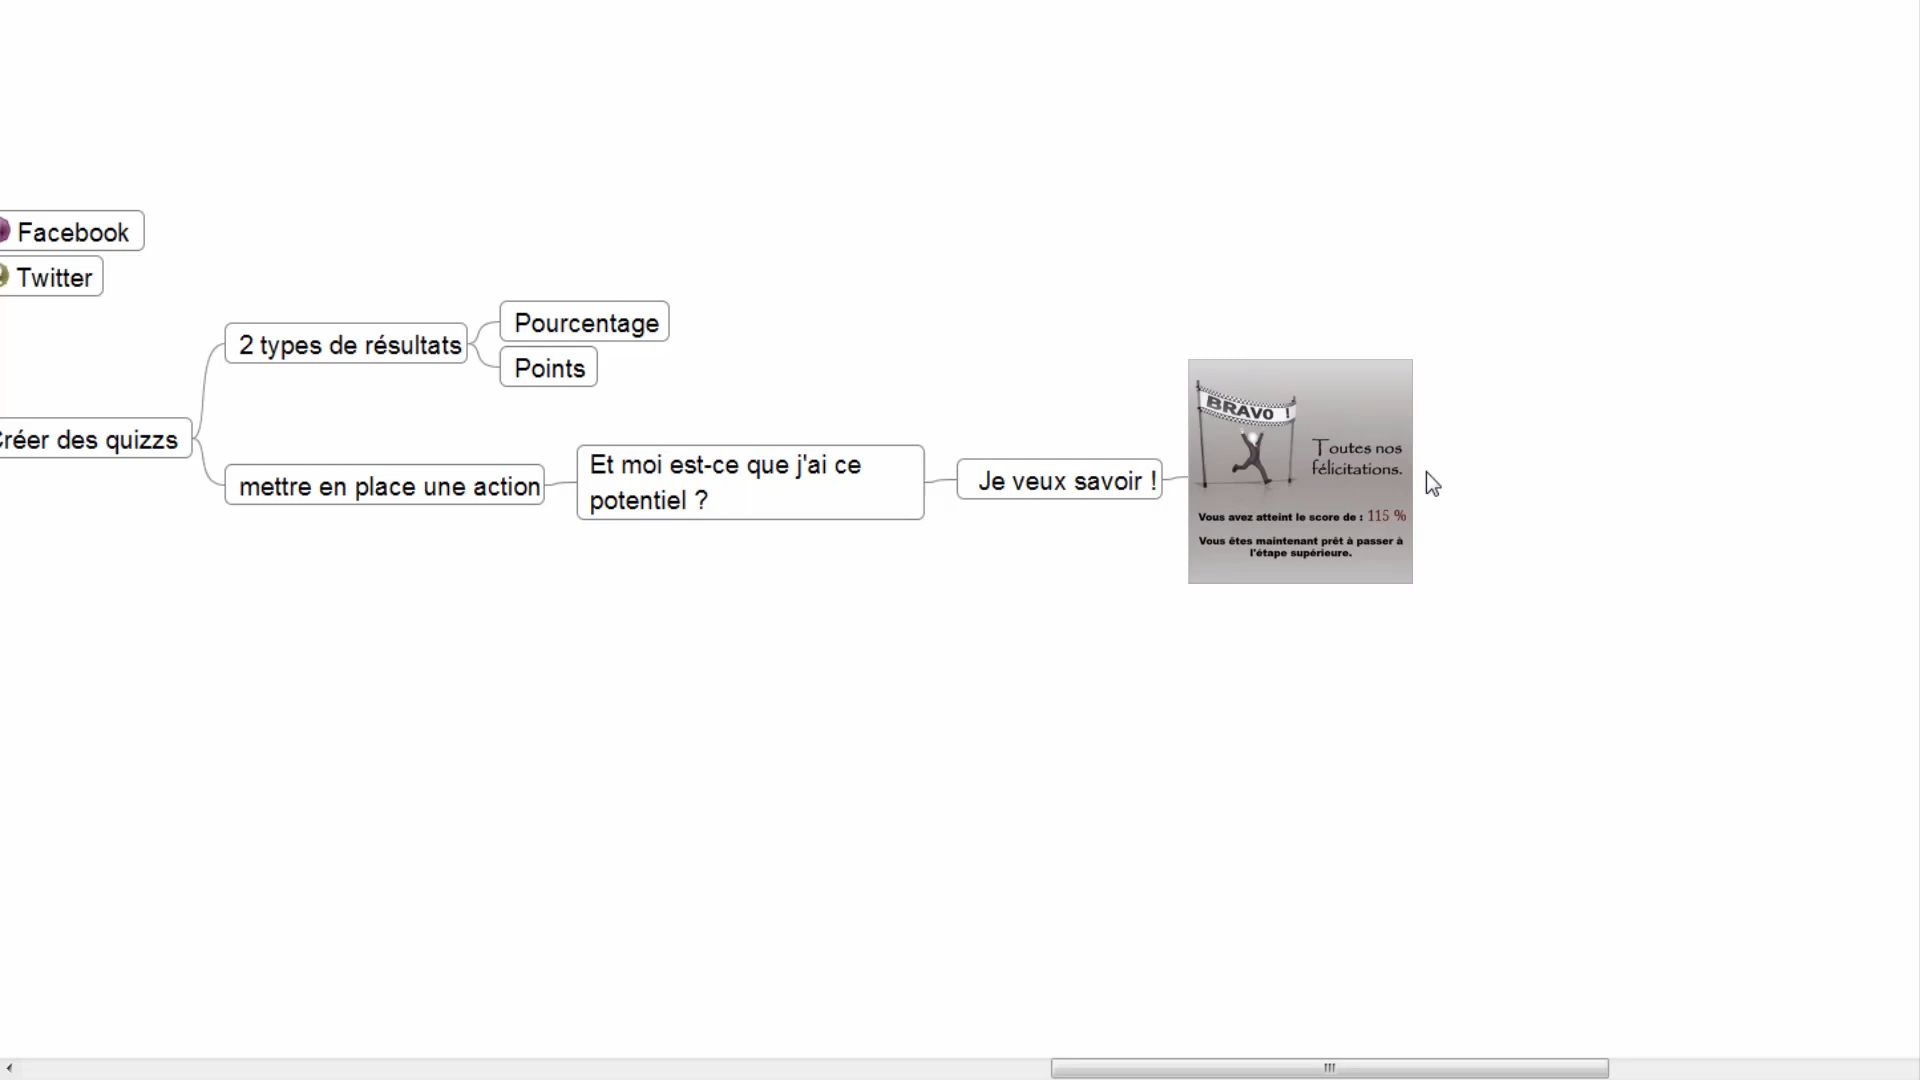 Facebook
Twitter
2 types de résultats
Pourcentage
Points
Créer des quizzs
mettre en place une action
Et moi est-ce que j'ai ce
potentiel ?
Je veux savoir !
BRAVO !
Toutes nos
félicitations.
Vous avez atteint le score de : 115 %
Vous êtes maintenant prêt à passer à
l'étape supérieure.